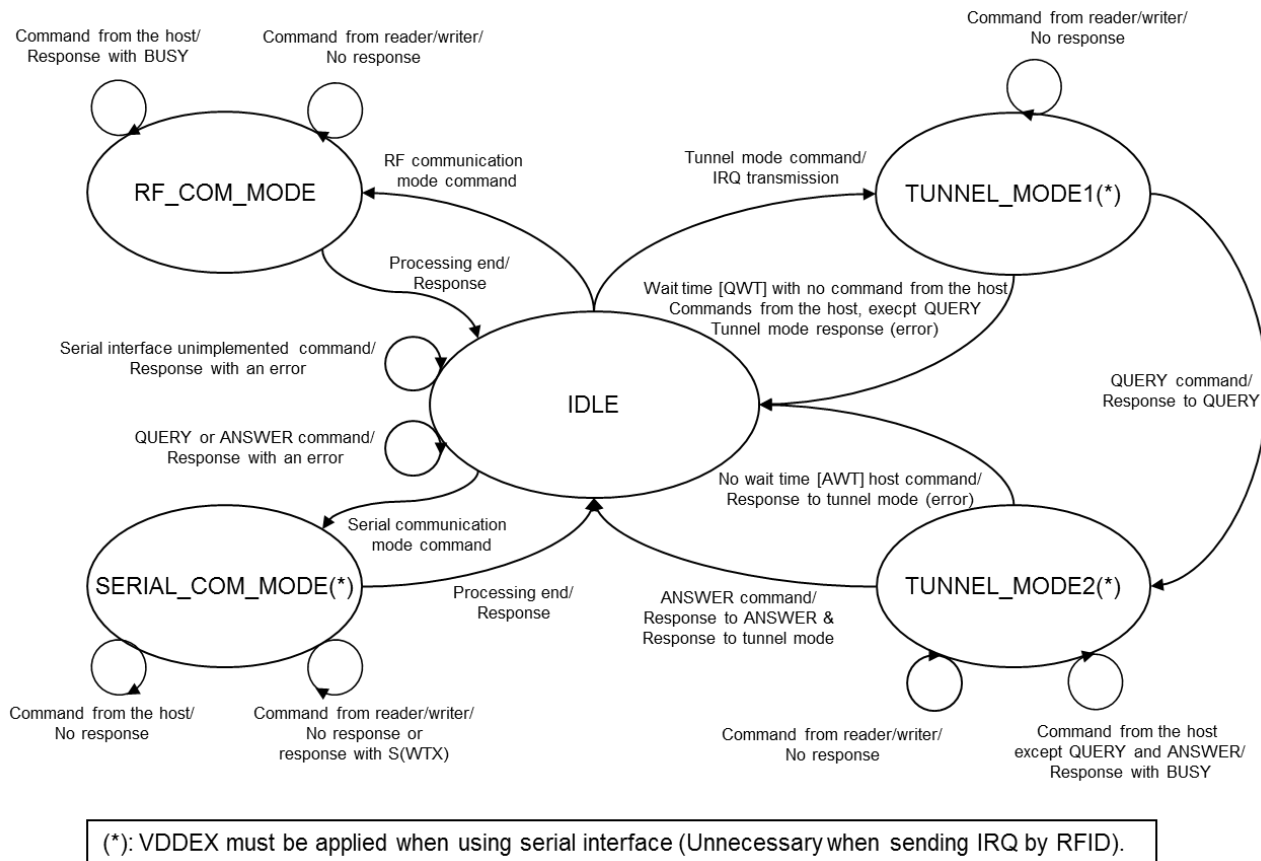 Command from the host/
Response with BUSY
Command from reader/writer/
No response
Command from reader/writer/
No response
RF_COM_MODE
RF communication
mode command
Tunnel mode command/
IRQ transmission
TUNNEL_MODE1(*)
Processing end/
Response
Wait time [QWT] with no command from the host
Commands from the host, execpt QUERY
Tunnel mode response (error)
Serial interface unimplemented command/
Response with an error
IDLE
QUERY command/
Response to QUERY
QUERY or ANSWER command/
Response with an error
No wait time [AWT] host command/
Response to tunnel mode (error)
Serial communication
mode command
SERIAL_COM_MODE(*)
Processing end/
Response
ANSWER command/
Response to ANSWER &
Response to tunnel mode
TUNNEL_MODE2(*)
Command from the host/
No response
Command from reader/writer/
No response or
response with S(WTX)
Command from reader/writer/
No response
Command from the host
except QUERY and ANSWER/
Response with BUSY
(*): VDDEX must be applied when using serial interface (Unnecessary when sending IRQ by RFID).